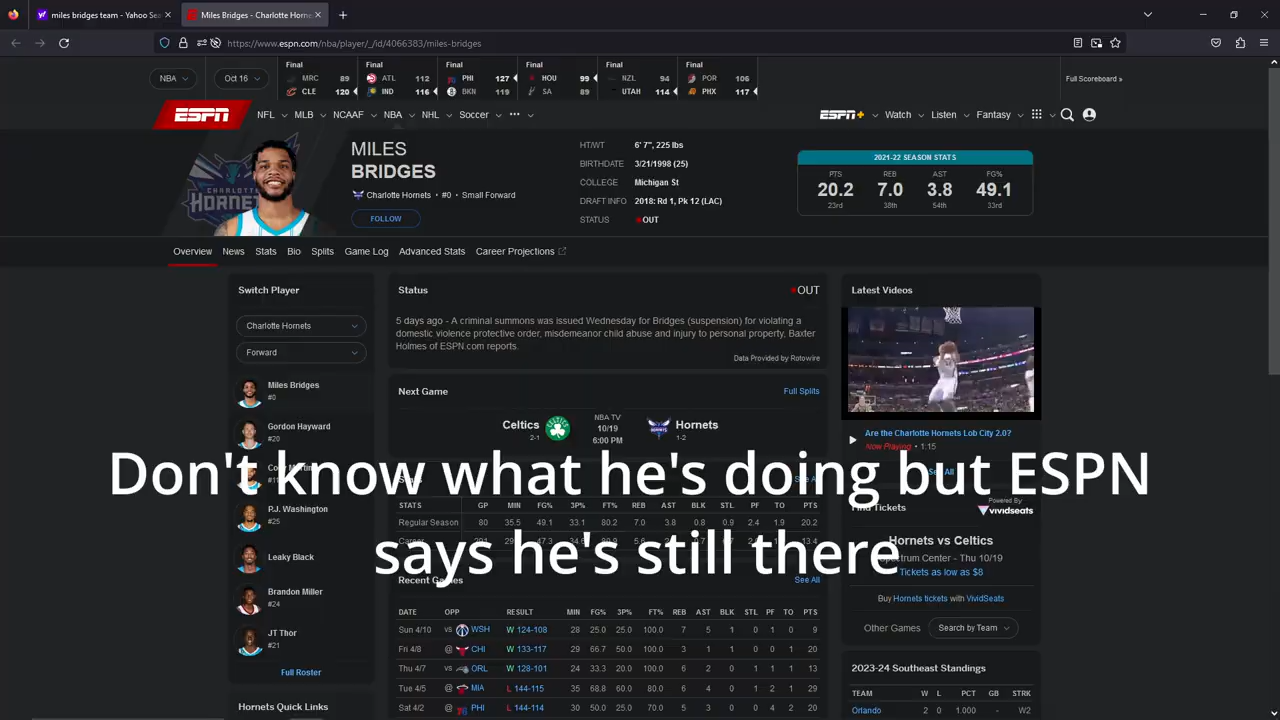 miles bridges team - Yahoo Sea
Miles Bridges - Charlotte Horne
https://www.espn.com/nba/player/_/id/4066383/miles-bridges
NBA
Oct 16
Final
MRC 89
CLE 120
Final
ATL 112
IND 116
Final
PHI 127
BKN 119
Final
HOU 99
SA 89
Final
NZL 94
UTAH 114
Final
POR 106
PHX 117
Full Scoreboard »
ESPN
NFL MLB NCAAF NBA NHL Soccer
ESPN+ Watch Listen Fantasy
MILES
BRIDGES
Charlotte Hornets • #0 • Small Forward
FOLLOW
HT/WT 6' 7", 225 lbs
BIRTHDATE 3/21/1998 (25)
COLLEGE Michigan St
DRAFT INFO 2018: Rd 1, Pk 12 (LAC)
STATUS OUT
2021-22 SEASON STATS
PTS REB AST FG%
20.2 7.0 3.8 49.1
23rd 38th 54th 33rd
Overview News Stats Bio Splits Game Log Advanced Stats Career Projections
Switch Player
Charlotte Hornets
Forward
Miles Bridges
#0
Gordon Hayward
#20
P.J. Washington
#25
Leaky Black
Brandon Miller
#24
JT Thor
#21
Full Roster
Hornets Quick Links
Status OUT
5 days ago - A criminal summons was issued Wednesday for Bridges (suspension) for violating a
domestic violence protective order, misdemeanor child abuse and injury to personal property, Baxter
Holmes of ESPN.com reports.
Data Provided by Rotowire
Next Game Full Splits
Celtics
2-1
NBA TV
10/19
6:00 PM
Hornets
1-2
Don't know what he's doing but ESPN
says he's still there
STATS GP MIN FG% 3P% FT% REB AST BLK STL PF TO PTS
Regular Season 80 35.5 49.1 33.1 80.2 7.0 3.8 0.8 0.9 2.4 1.9 20.2
Recent Games See All
DATE OPP RESULT MIN FG% 3P% FT% REB AST BLK STL PF TO PTS
Sun 4/10 vs WSH W 124-108 28 25.0 25.0 100.0 7 5 1 0 1 0 9
Fri 4/8 @ CHI W 133-117 29 66.7 50.0 100.0 3 1 1 0 0 1 20
Thu 4/7 vs ORL W 128-101 24 33.3 20.0 100.0 6 2 0 0 1 1 13
Tue 4/5 @ MIA L 144-115 35 68.8 60.0 80.0 6 4 0 1 2 1 29
Sat 4/2 @ PHI L 144-114 30 50.0 25.0 70.0 5 3 0 0 3 0 20
Latest Videos
Are the Charlotte Hornets Lob City 2.0?
Now Playing • 1:15
Find Tickets
Powered By
vividseats
Hornets vs Celtics
Spectrum Center - Thu 10/19
Tickets as low as $8
Buy Hornets tickets with VividSeats
Other Games Search by Team
2023-24 Southeast Standings
TEAM W L PCT GB STRK
Orlando 2 0 1.000 - W2